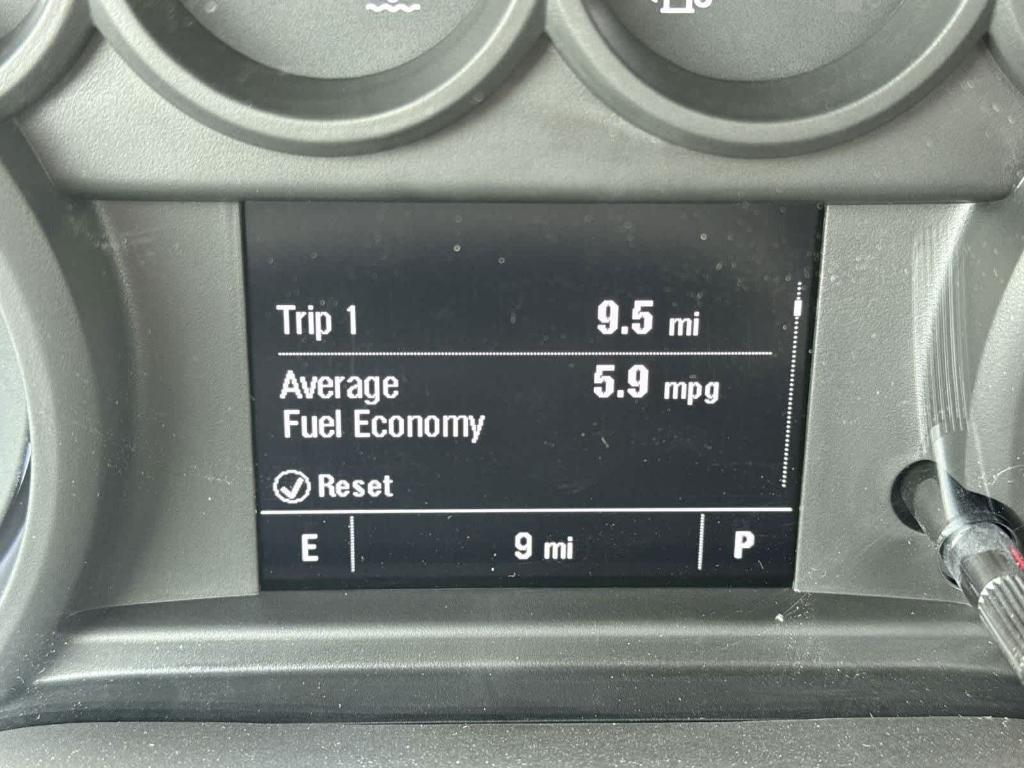 Trip 1 9.5 mi
Average 5.9 mpg
Fuel Economy
Reset
E 9 mi P